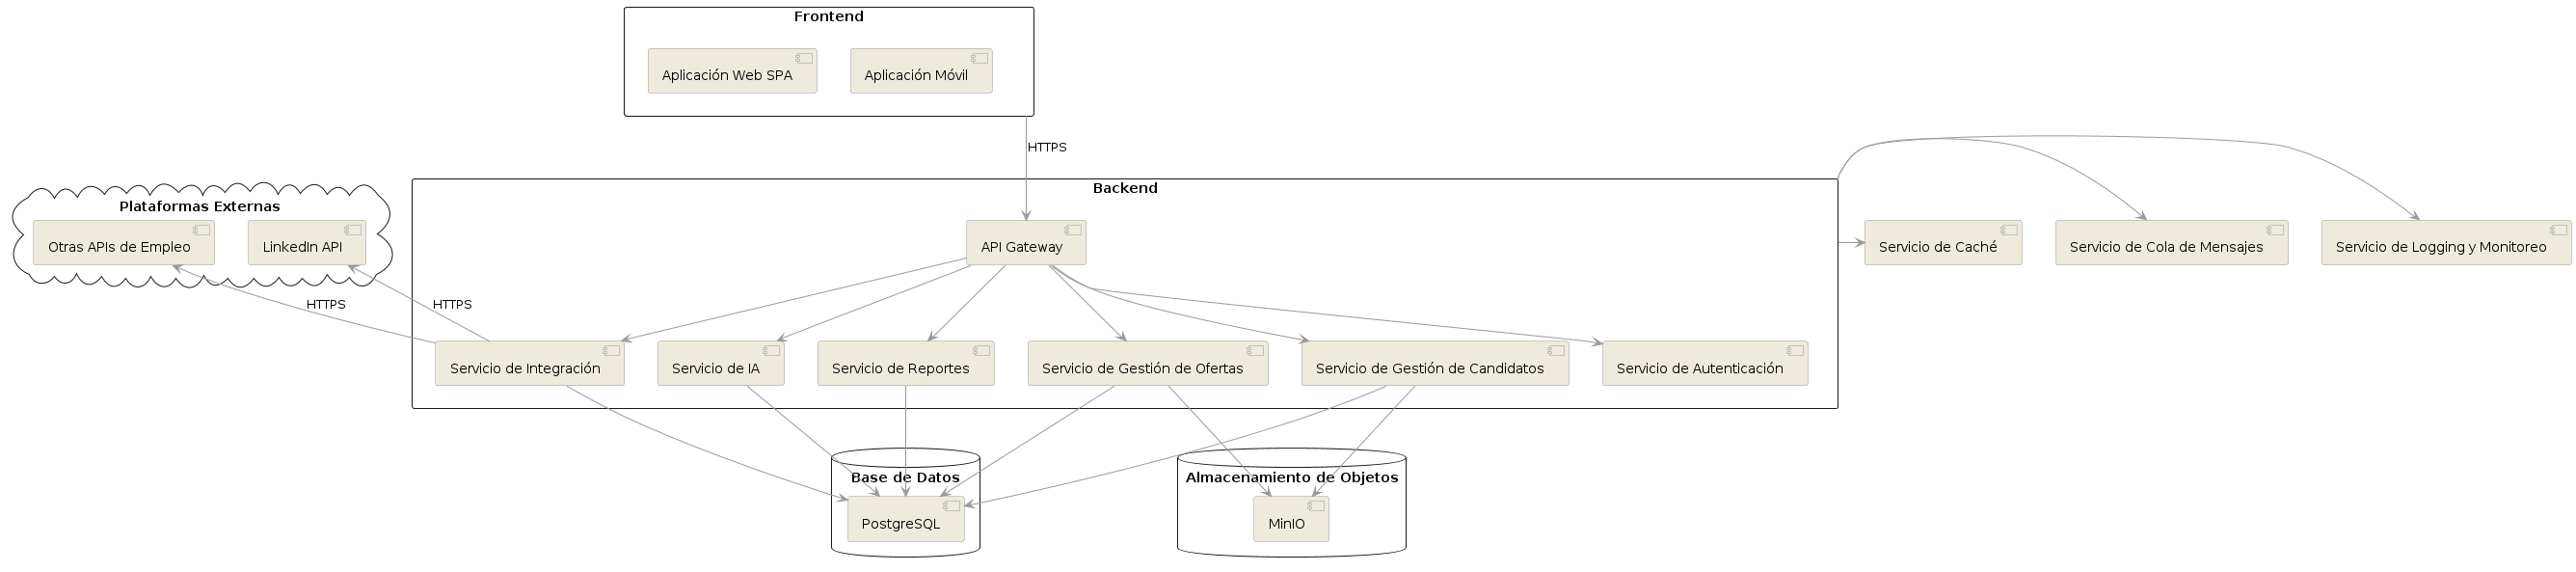 Frontend
Aplicación Web SPA
Aplicación Móvil
HTTPS
Plataformas Externas
Otras APIs de Empleo
LinkedIn API
Backend
API Gateway
Servicio de Caché
Servicio de Cola de Mensajes
Servicio de Logging y Monitoreo
HTTPS
HTTPS
Servicio de Integración
Servicio de IA
Servicio de Reportes
Servicio de Gestión de Ofertas
Servicio de Gestión de Candidatos
Servicio de Autenticación
Base de Datos
PostgreSQL
Almacenamiento de Objetos
MinIO